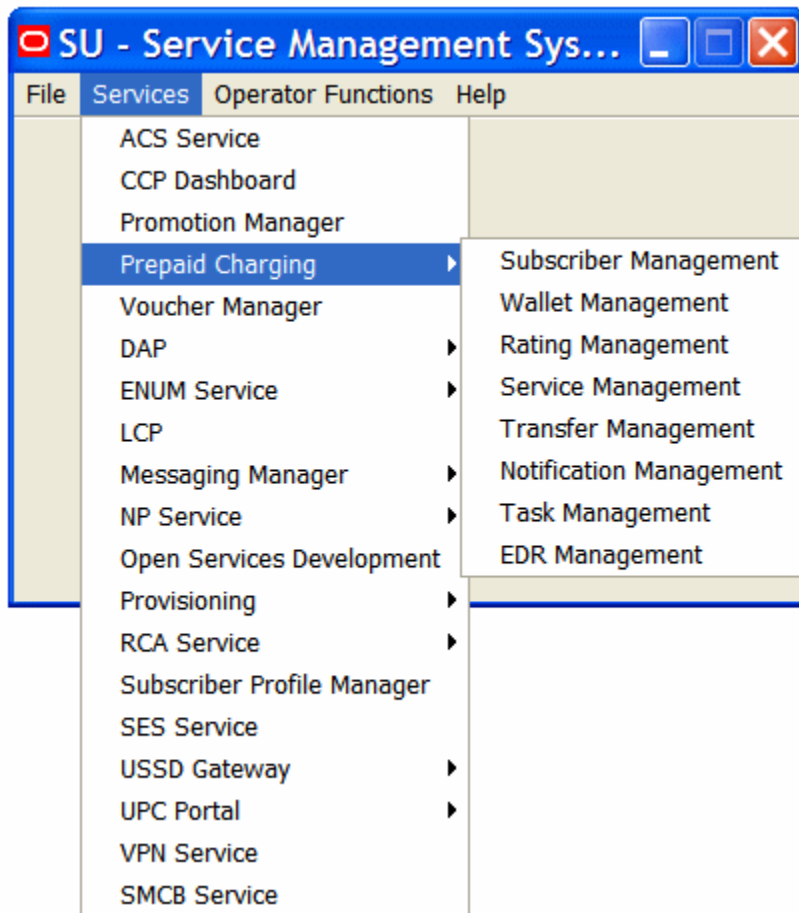 SU - Service Management Sys...
File Services Operator Functions Help
ACS Service
CCP Dashboard
Promotion Manager
Prepaid Charging
Voucher Manager
DAP
ENUM Service
LCP
Messaging Manager
NP Service
Open Services Development
Provisioning
RCA Service
Subscriber Profile Manager
SES Service
USSD Gateway
UPC Portal
VPN Service
SMCB Service
Subscriber Management
Wallet Management
Rating Management
Service Management
Transfer Management
Notification Management
Task Management
EDR Management